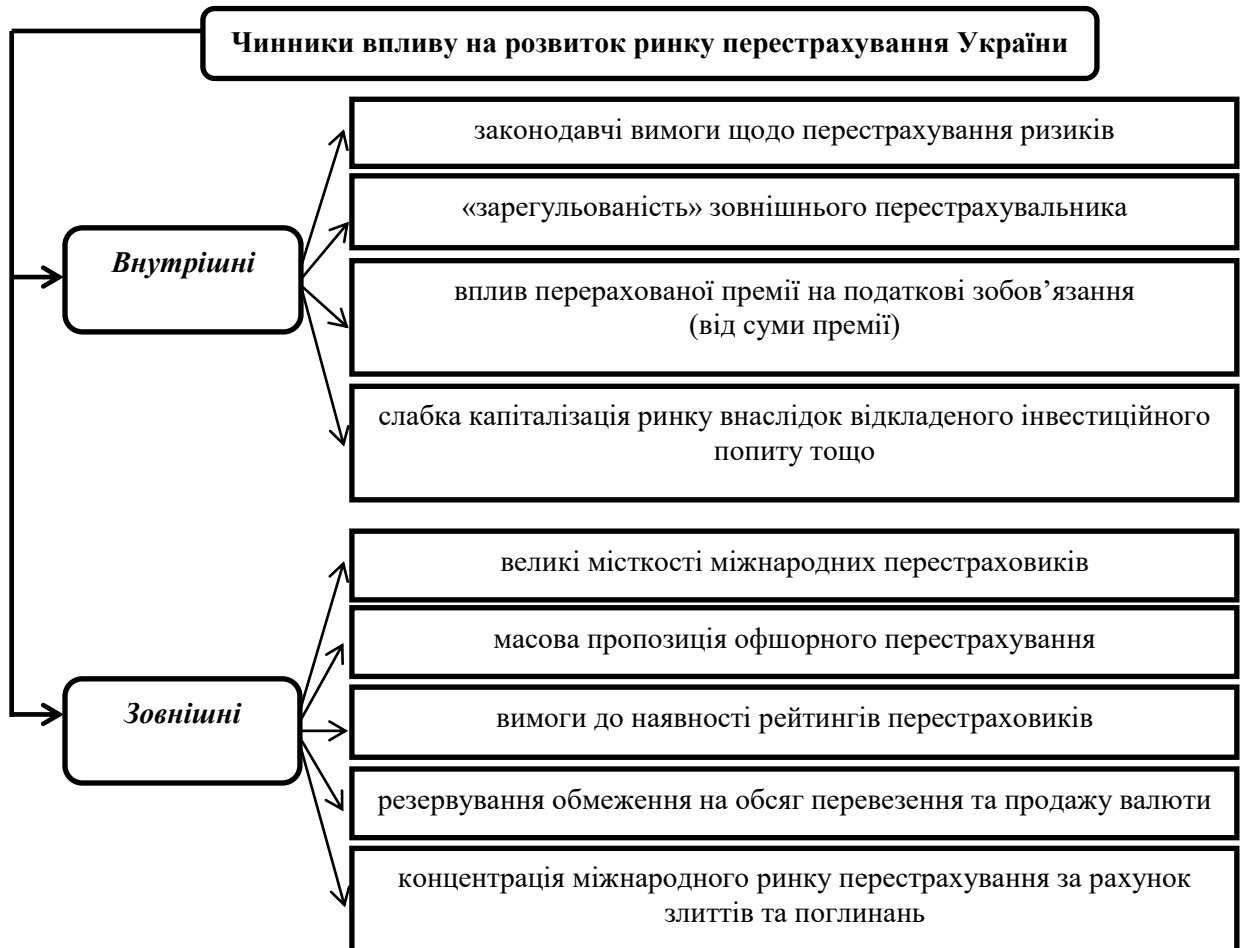 Чинники впливу на розвиток ринку перестрахування України
законодавчі вимоги щодо перестрахування ризиків
«зарегульованість» зовнішнього перестрахувальника
Внутрішні
вплив перерахованої премії на податкові зобов’язання
(від суми премії)
слабка капіталізація ринку внаслідок відкладеного інвестиційного
попиту тощо
великі місткості міжнародних перестраховиків
масова пропозиція офшорного перестрахування
Зовнішні
вимоги до наявності рейтингів перестраховиків
резервування обмеження на обсяг перевезення та продажу валюти
концентрація міжнародного ринку перестрахування за рахунок
злиттів та поглинань